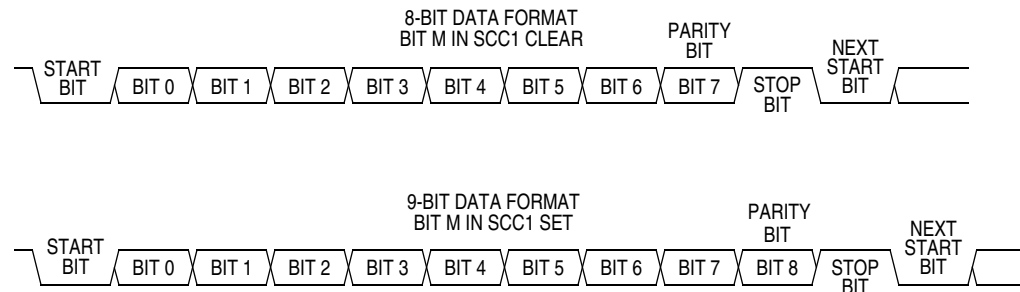 8-BIT DATA FORMAT
BIT M IN SCC1 CLEAR
PARITY
BIT
START
BIT
BIT 0
BIT 1
BIT 2
BIT 3
BIT 4
BIT 5
BIT 6
BIT 7
STOP
BIT
NEXT
START
BIT
9-BIT DATA FORMAT
BIT M IN SCC1 SET
PARITY
BIT
START
BIT
BIT 0
BIT 1
BIT 2
BIT 3
BIT 4
BIT 5
BIT 6
BIT 7
BIT 8
STOP
BIT
NEXT
START
BIT